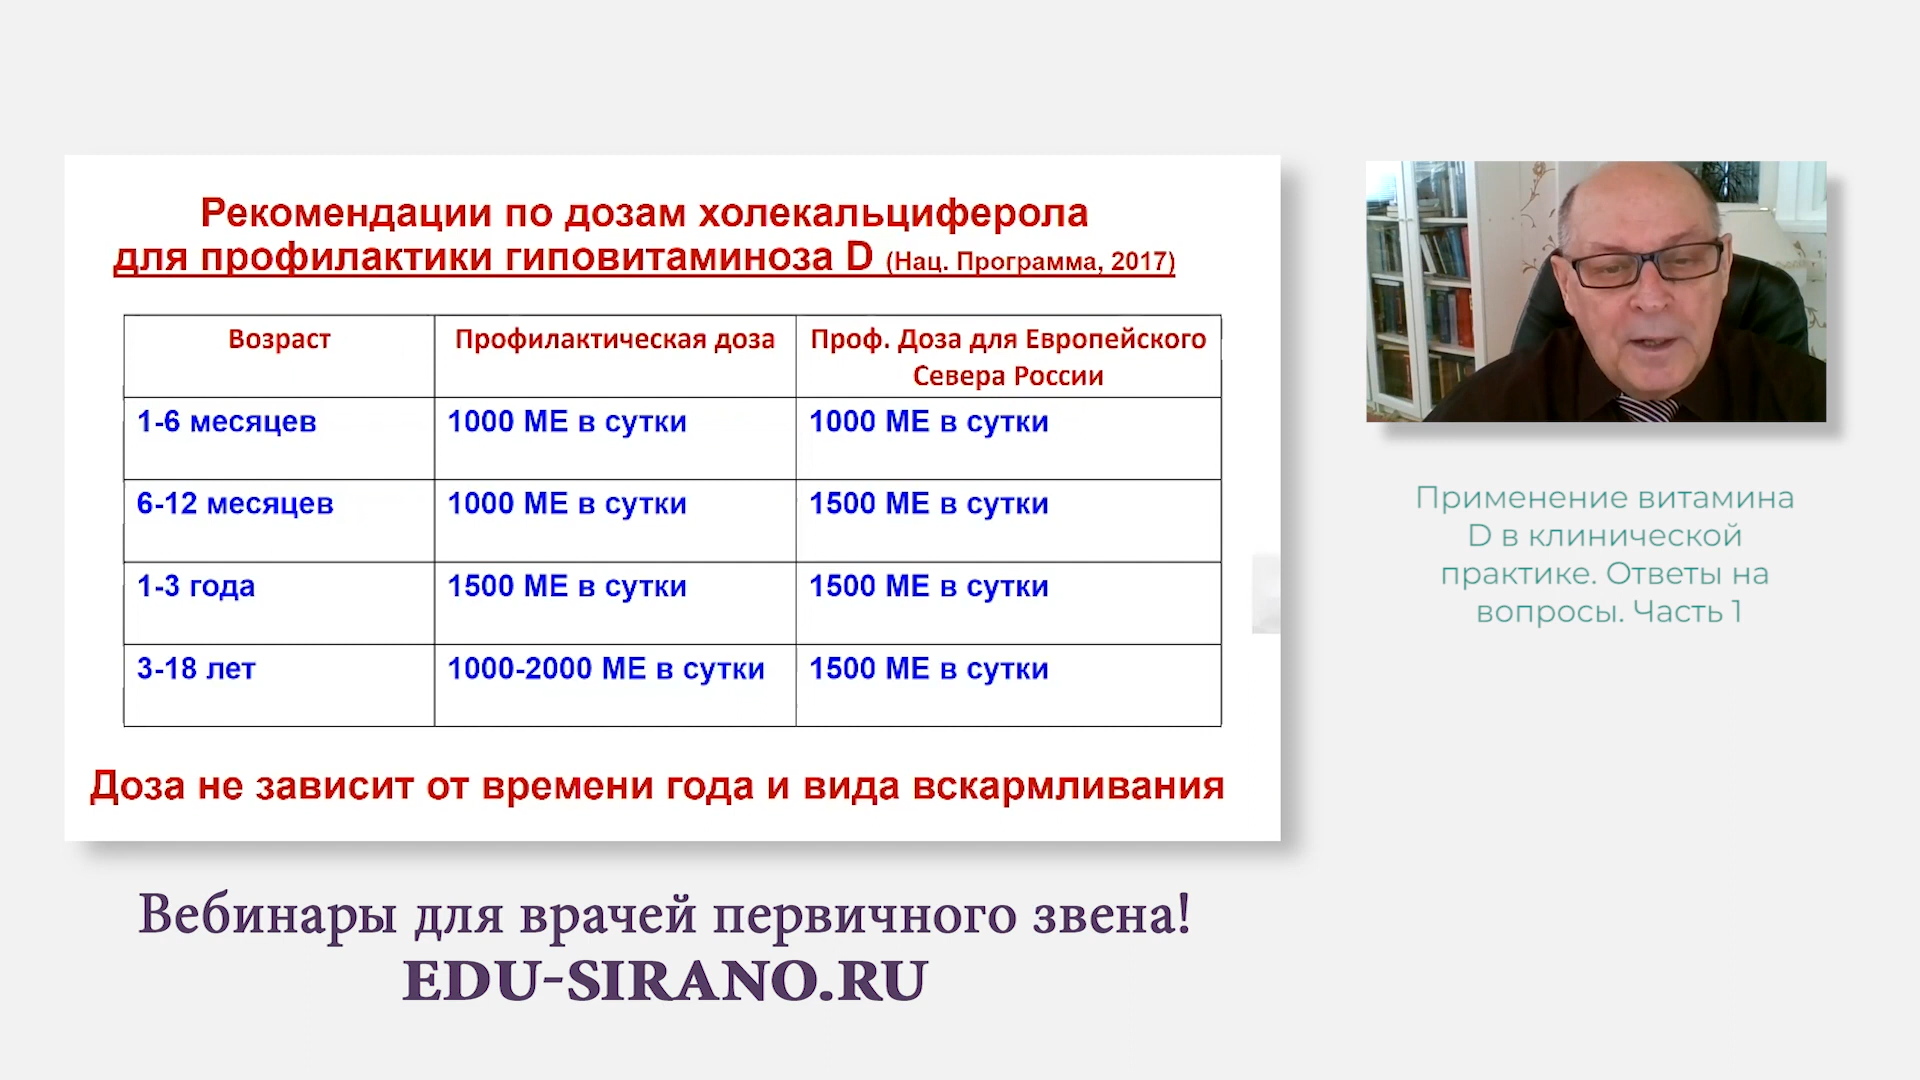 Рекомендации по дозам холекальциферола
для профилактики гиповитаминоза D (Нац. Программа, 2017)
Возраст Профилактическая доза Проф. Доза для Европейского Севера России
1-6 месяцев 1000 МЕ в сутки 1000 МЕ в сутки
6-12 месяцев 1000 МЕ в сутки 1500 МЕ в сутки
1-3 года 1500 МЕ в сутки 1500 МЕ в сутки
3-18 лет 1000-2000 МЕ в сутки 1500 МЕ в сутки
Доза не зависит от времени года и вида вскармливания
Применение витамина
D в клинической
практике. Ответы на
вопросы. Часть 1
Вебинары для врачей первичного звена!
EDU-SIRANO.RU